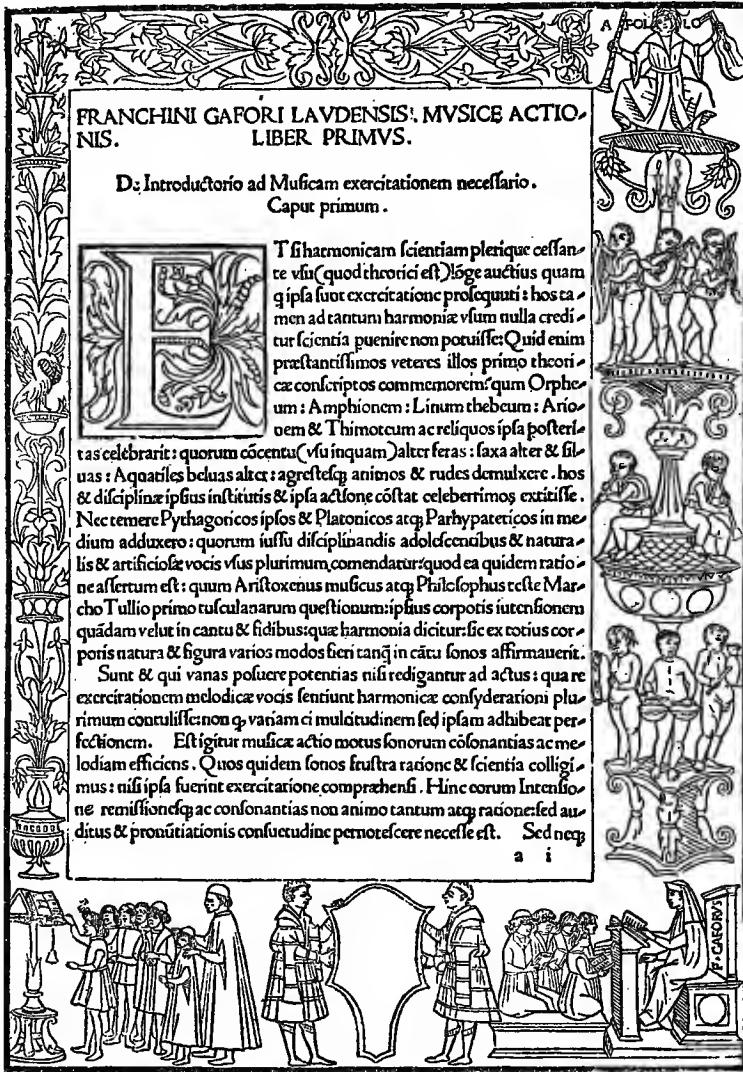 A POL LO
FRANCHINI GAFORI LAVDENSIS. MVSICE ACTIO-
NIS. LIBER PRIMVS.
De Introductorio ad Musicam exercitationem necessario.
Caput primum.
ET si harmonicam scientiam plerique cessan-
te vsu (quod theorici est) lõge auctius quam
q ipsa sunt exercitatione prosequuti: hos ta-
men ad tantum harmoniæ vsum nulla credi-
tur scientia puenire non potuisse: Quid enim
præstantissimos veteres illos primo theori-
cæ conscriptos commemorem: qum Orphe-
um: Amphionem: Linum thebeum: Ario-
nem & Thimoteum ac reliquos ipsa posteri-
tas celebrarit: quorum cõcentu (vsu inquam) alter feras: saxa alter & sil-
uas: Aquatiles beluas alter: agrestesq; animos & rudes demulxere. hos
& disciplinæ ipsius institutis & ipsa actione cõstat celeberrimos extitisse.
Nec temere Pythagoricos ipsos & Platonicos atq; Parhypatericos in me-
dium adduxero: quorum iussu disciplinandis adolescentibus & natura-
lis & artificiosæ vocis vsus plurimum comendatur: quod ea quidem ratio-
ne assertum est: quum Aristoxenus musicus atq; Philosophus teste Mar-
cho Tullio primo tusculanarum questionum: ipsius corporis intensionem
quãdam velut in cantu & fidibus: quæ harmonia dicitur: sic ex totius cor-
poris natura & figura varios modos fieri tanq̃ in cãtu sonos affirmauerit.
Sunt & qui vanas posuere potentias nisi redigantur ad actus: qua re
exercitationem melodicæ vocis sentiunt harmonicæ consyderationi plu-
rimum contulisse: non q variam ei multitudinem sed ipsam adhibeat per-
fectionem. Est igitur musicæ actio motus sonorum cõsonantias ac me-
lodiam efficiens. Quos quidem sonos frustra ratione & scientia colligi-
mus: nisi ipsa fuerint exercitatione compræhensi. Hinc eorum Intensio-
ne remissionesq; ac consonantias non animo tantum atq; ratione: sed au-
ditus & pronũtiationis consuetudine pernotescere necesse est. Sed neq;
a i
F. GAFORVS